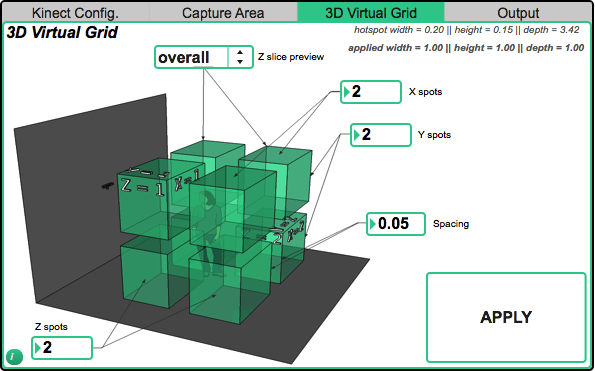 Kinect Config.
Capture Area
3D Virtual Grid
Output
3D Virtual Grid
hotspot width = 0.20 || height = 0.15 || depth = 3.42
applied width = 1.00 || height = 1.00 || depth = 1.00
overall
Z slice preview
2
X spots
2
Y spots
Z = 1
X=1
0.05
Spacing
Z spots
2
APPLY
i